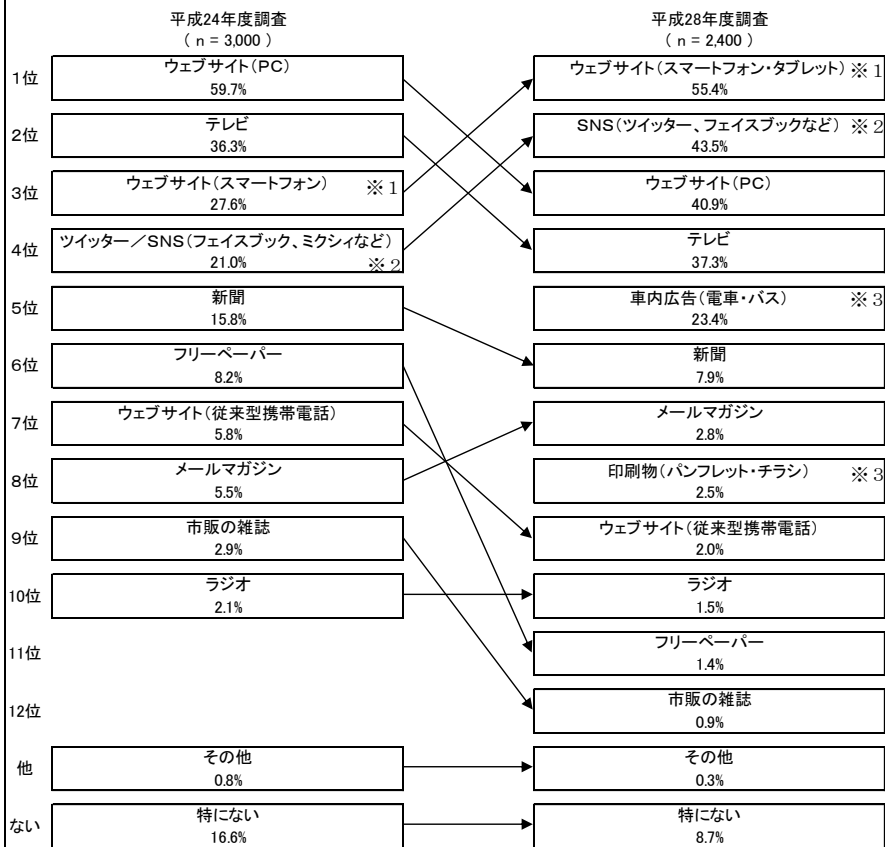 平成24年度調査
（ n = 3,000 ）
平成28年度調査
（ n = 2,400 ）
1位
ウェブサイト（PC）
59.7%
ウェブサイト（スマートフォン・タブレット） ※1
55.4%
2位
テレビ
36.3%
SNS（ツイッター、フェイスブックなど） ※2
43.5%
3位
ウェブサイト（スマートフォン） ※1
27.6%
ウェブサイト（PC）
40.9%
4位
ツイッター／SNS（フェイスブック、ミクシィなど）
21.0% ※2
テレビ
37.3%
5位
新聞
15.8%
車内広告（電車・バス） ※3
23.4%
6位
フリーペーパー
8.2%
新聞
7.9%
7位
ウェブサイト（従来型携帯電話）
5.8%
メールマガジン
2.8%
8位
メールマガジン
5.5%
印刷物（パンフレット・チラシ） ※3
2.5%
9位
市販の雑誌
2.9%
ウェブサイト（従来型携帯電話）
2.0%
10位
ラジオ
2.1%
ラジオ
1.5%
11位
フリーペーパー
1.4%
12位
市販の雑誌
0.9%
他
その他
0.8%
その他
0.3%
ない
特にない
16.6%
特にない
8.7%